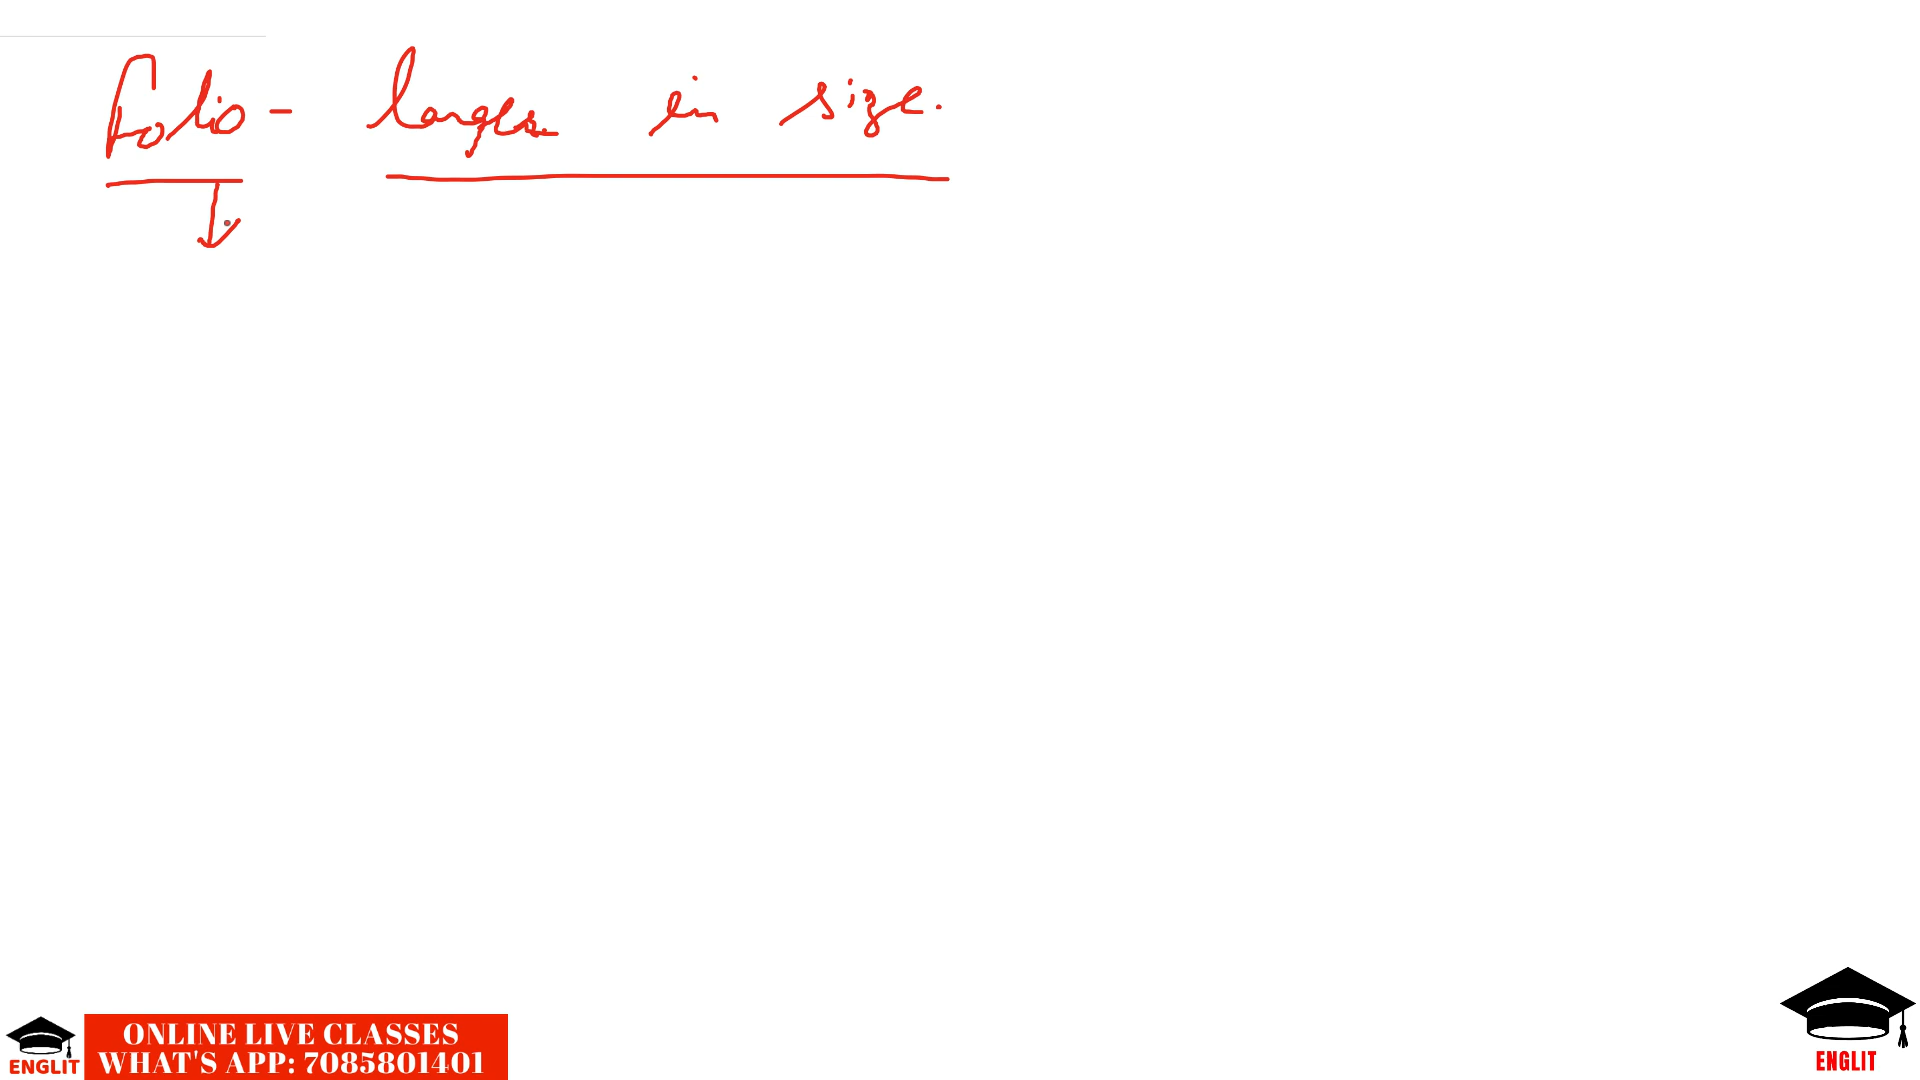 Folio - larger in size.
ONLINE LIVE CLASSES
WHAT'S APP: 7085801401
ENGLIT
ENGLIT